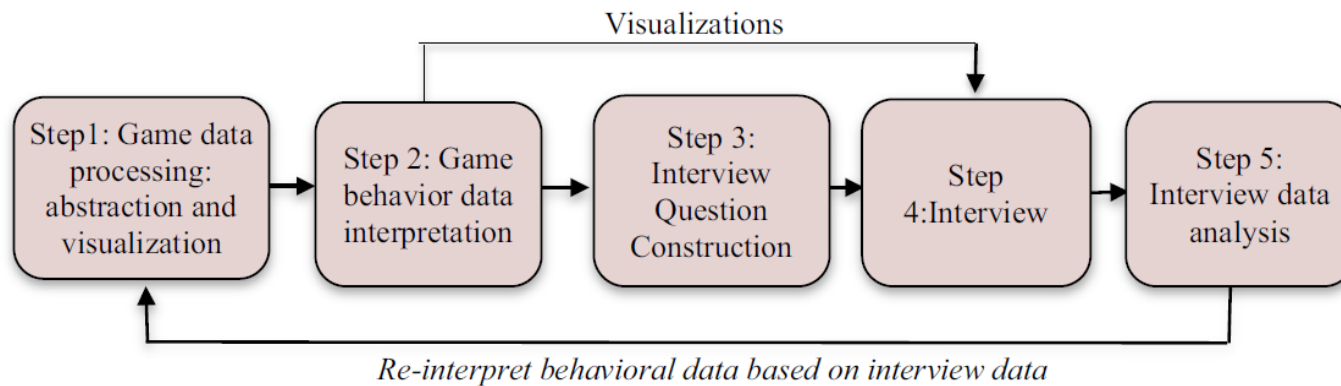 Visualizations
Step1: Game data
processing:
abstraction and
visualization
Step 2: Game
behavior data
interpretation
Step 3:
Interview
Question
Construction
Step
4:Interview
Step 5:
Interview data
analysis
Re-interpret behavioral data based on interview data